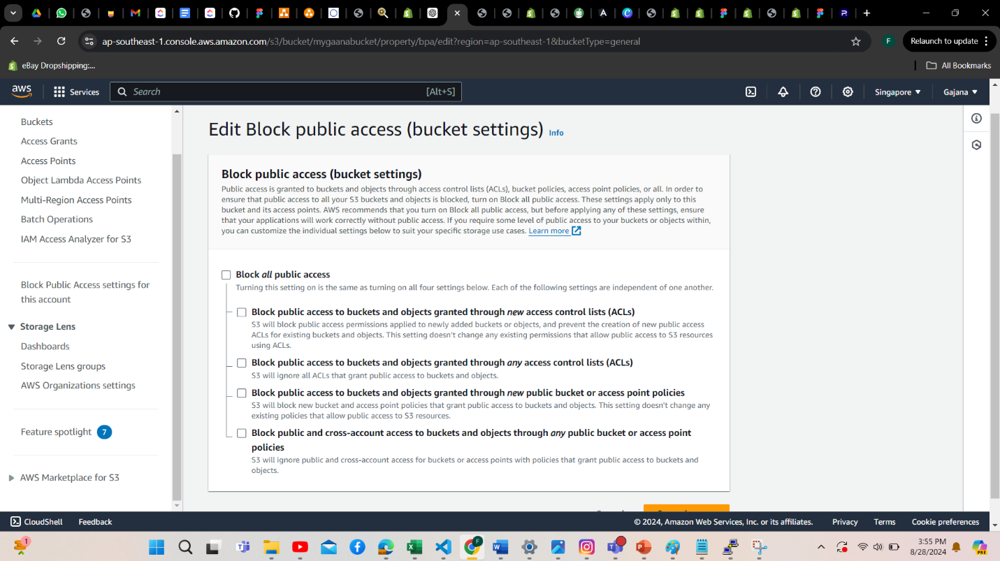 ap-southeast-1.console.aws.amazon.com/s3/bucket/mygaanabucket/property/bpa/edit?region=ap-southeast-1&bucketType=general
F
Relaunch to update
eBay Dropshipping:...
All Bookmarks
aws
Services
Search
[Alt+S]
Singapore
Gajana
Buckets
Access Grants
Access Points
Object Lambda Access Points
Multi-Region Access Points
Batch Operations
IAM Access Analyzer for S3
Block Public Access settings for
this account
Storage Lens
Dashboards
Storage Lens groups
AWS Organizations settings
Feature spotlight 7
AWS Marketplace for S3
Edit Block public access (bucket settings) Info
Block public access (bucket settings)
Public access is granted to buckets and objects through access control lists (ACLs), bucket policies, access point policies, or all. In order to
ensure that public access to all your S3 buckets and objects is blocked, turn on Block all public access. These settings apply only to this
bucket and its access points. AWS recommends that you turn on Block all public access, but before applying any of these settings, ensure
that your applications will work correctly without public access. If you require some level of public access to your buckets or objects within,
you can customize the individual settings below to suit your specific storage use cases. Learn more
Block all public access
Turning this setting on is the same as turning on all four settings below. Each of the following settings are independent of one another.
Block public access to buckets and objects granted through new access control lists (ACLs)
S3 will block public access permissions applied to newly added buckets or objects, and prevent the creation of new public access
ACLs for existing buckets and objects. This setting doesn't change any existing permissions that allow public access to S3 resources
using ACLs.
Block public access to buckets and objects granted through any access control lists (ACLs)
S3 will ignore all ACLs that grant public access to buckets and objects.
Block public access to buckets and objects granted through new public bucket or access point policies
S3 will block new bucket and access point policies that grant public access to buckets and objects. This setting doesn't change any
existing policies that allow public access to S3 resources.
Block public and cross-account access to buckets and objects through any public bucket or access point
policies
S3 will ignore public and cross-account access for buckets or access points with policies that grant public access to buckets and
objects.
CloudShell
Feedback
© 2024, Amazon Web Services, Inc. or its affiliates.
Privacy
Terms
Cookie preferences
1
3:55 PM
8/28/2024